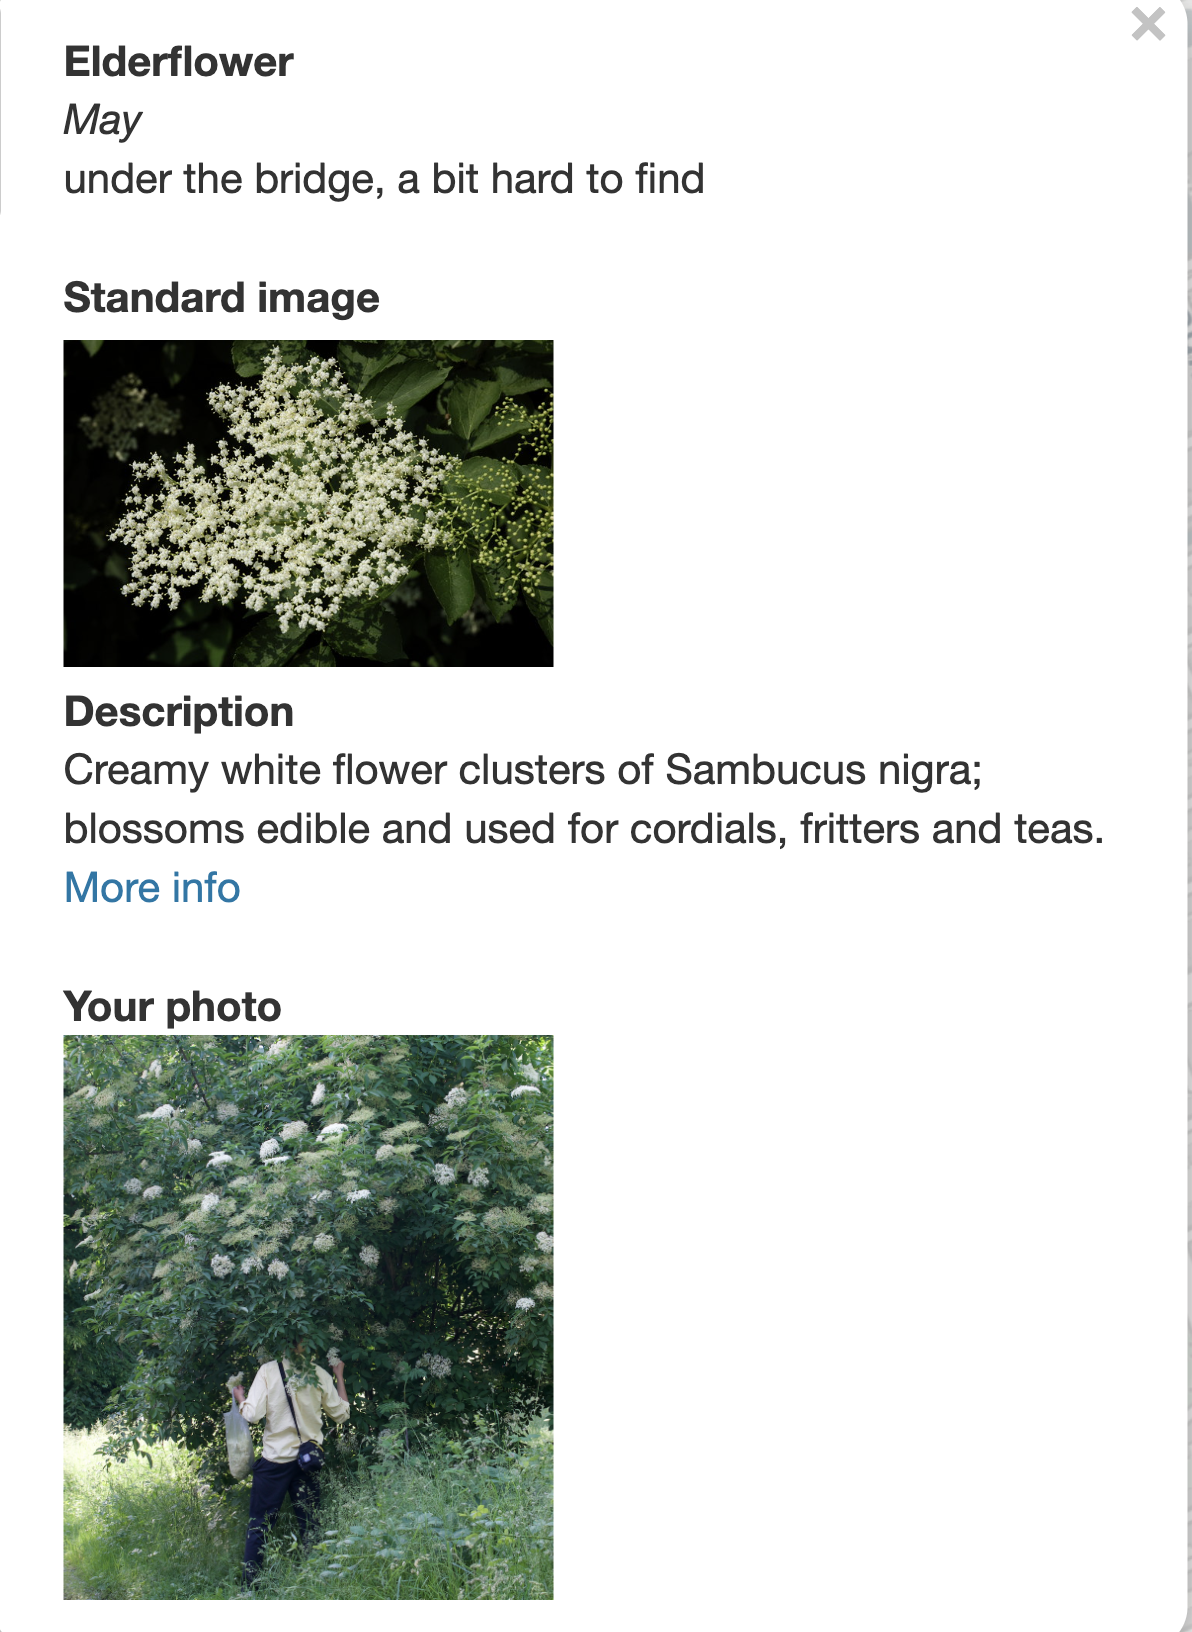 Elderflower
May
under the bridge, a bit hard to find
Standard image
Description
Creamy white flower clusters of Sambucus nigra;
blossoms edible and used for cordials, fritters and teas.
More info
Your photo